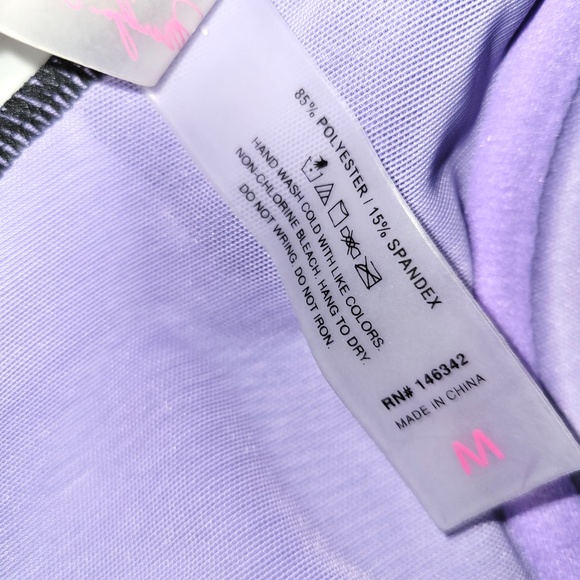 85% POLYESTER / 15% SPANDEX
HAND WASH COLD WITH LIKE COLORS.
NON-CHLORINE BLEACH. HANG TO DRY.
DO NOT WRING. DO NOT IRON.
RN# 146342
MADE IN CHINA
M